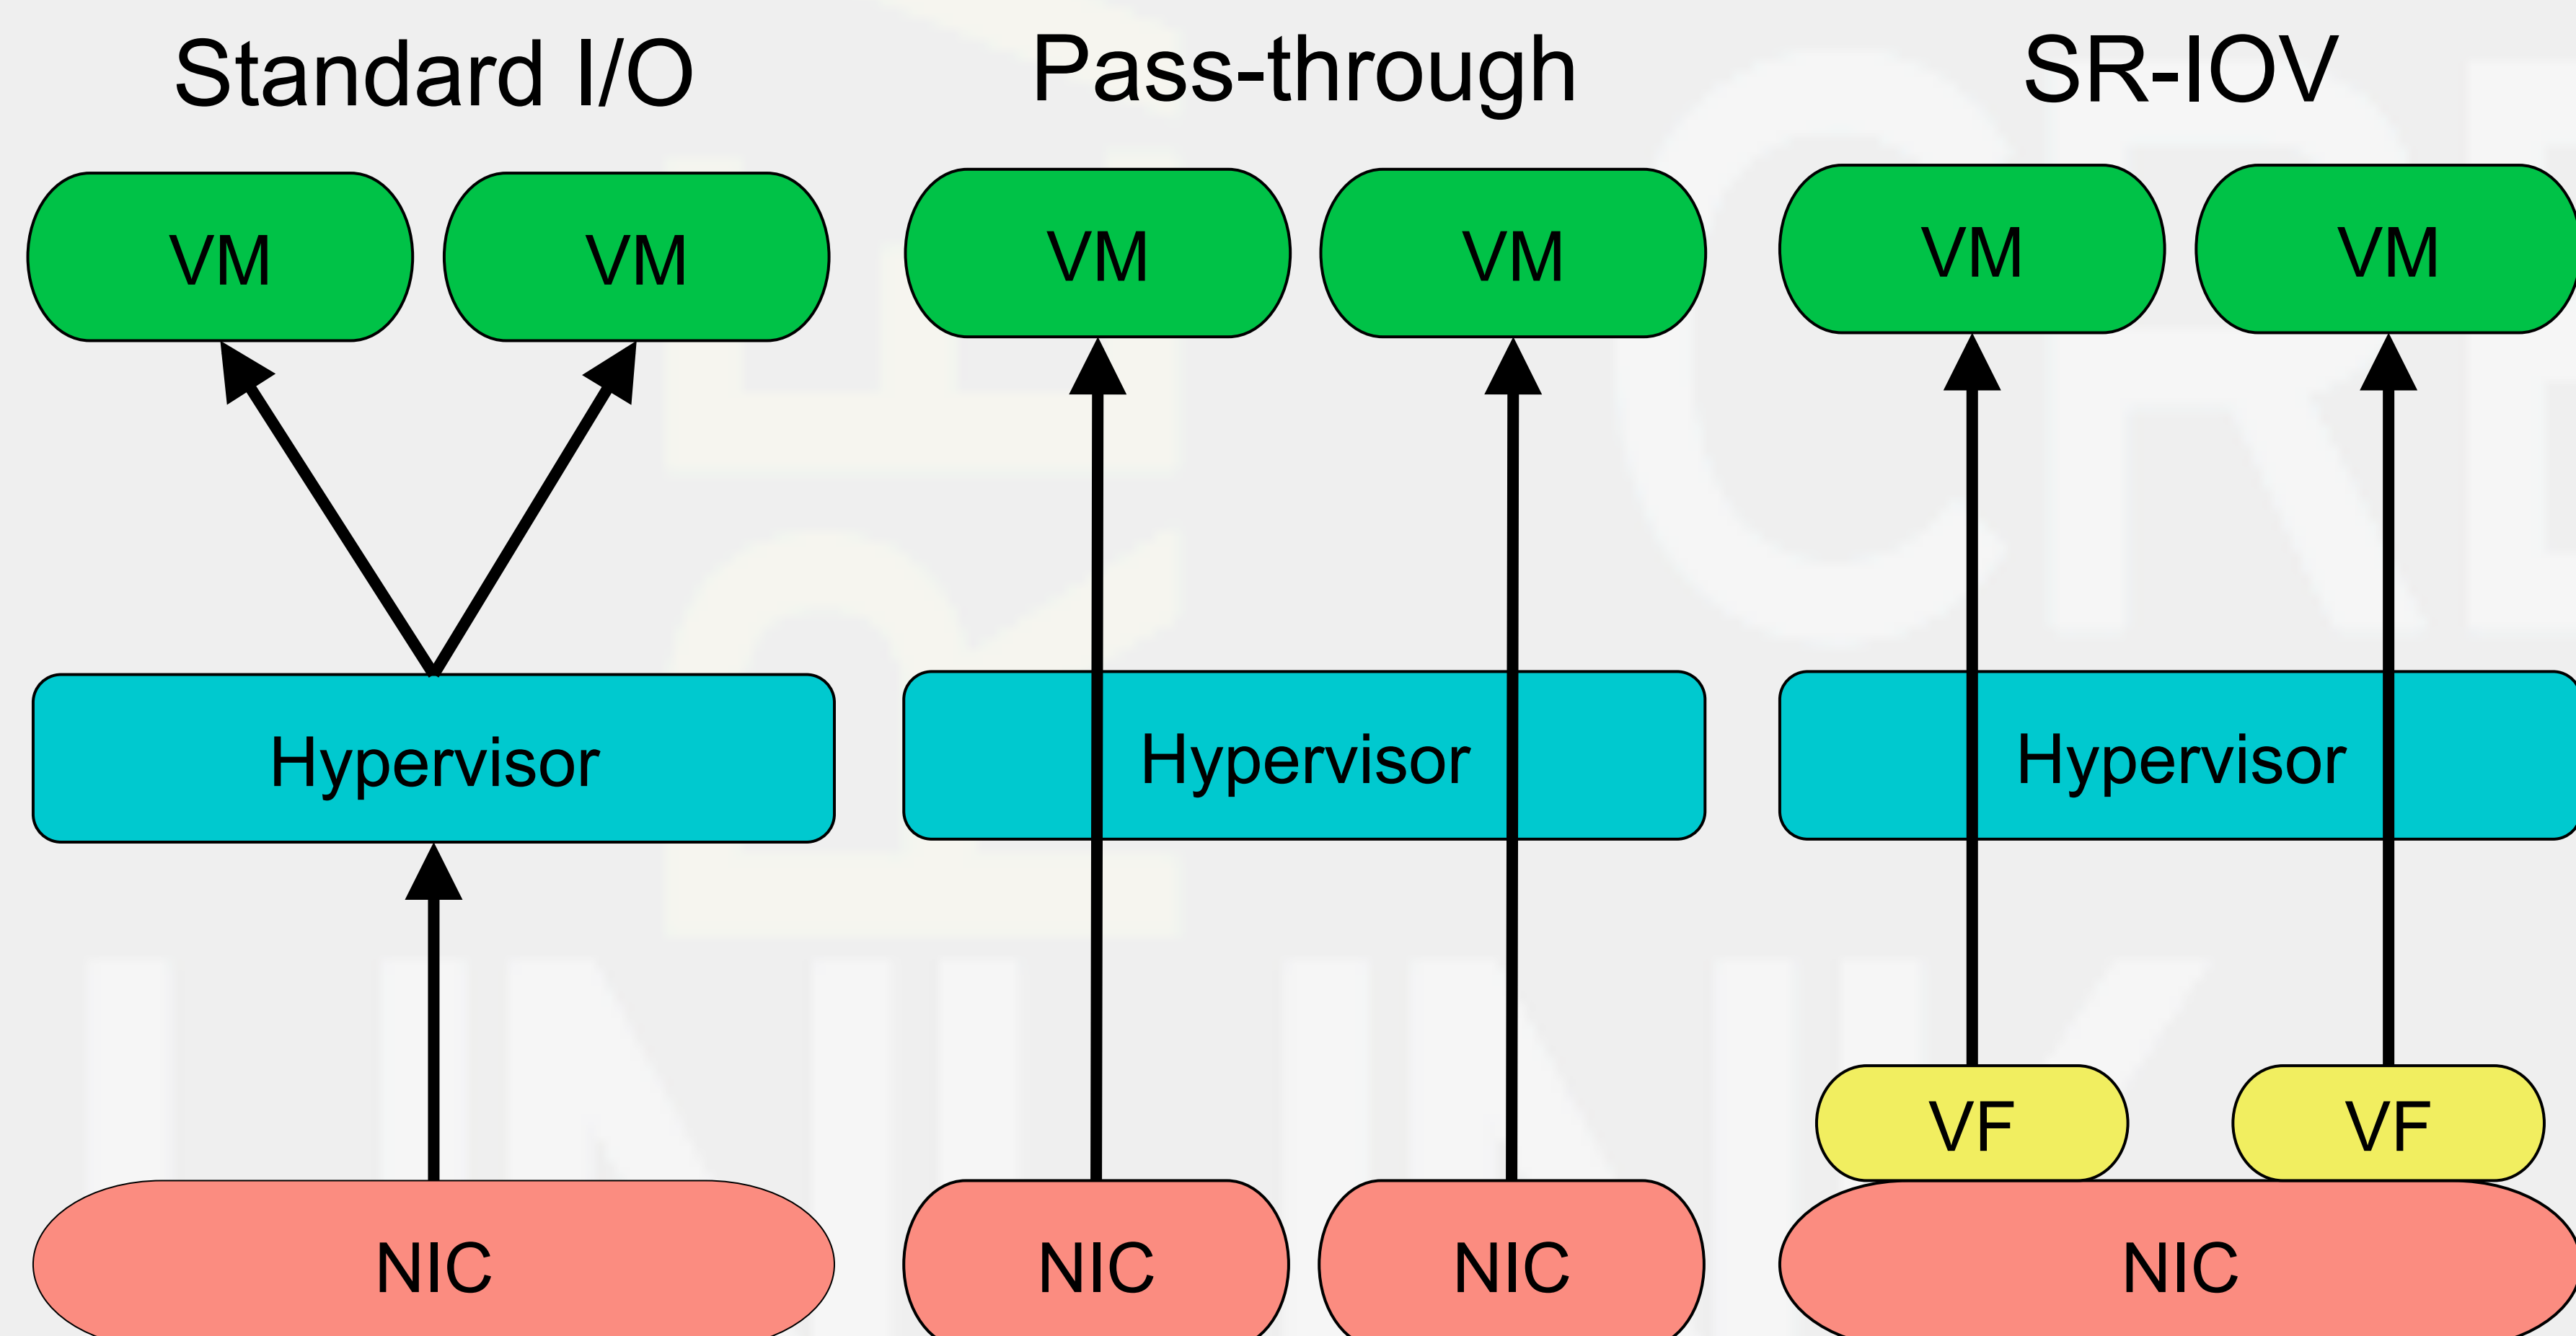 Standard I/O
Pass-through
SR-IOV
VM
VM
VM
VM
VM
VM
Hypervisor
Hypervisor
Hypervisor
VF
VF
NIC
NIC
NIC
NIC